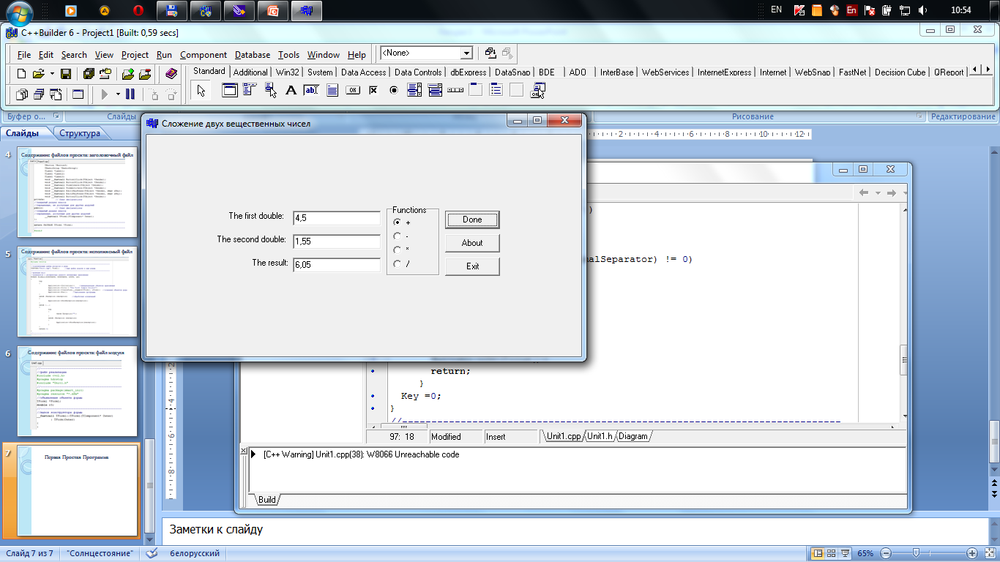 EN
En
10:54
C++Builder 6 - Project1 [Built: 0,59 secs]
File Edit Search View Project Run Component Database Tools Window Help
<None>
Standard Additional Win32 System Data Access Data Controls dbExpress DataSnap BDE ADO InterBase WebServices InternetExpress Internet WebSnap FastNet Decision Cube QReport
Буфер о...
Слайды
Рисование
Редактирование
Слайды Структура
Сложение двух вещественных чисел
The first double: 4,5
The second double: 1,55
The result: 6,05
Functions
+
-
*
/
Done
About
Exit
2 4 6 8 10 12
4 Содержание файлов проекта: заголовочный файл
5 Содержание файлов проекта: исполняемый файл
6 Содержание файлов проекта: файл модуля
7 Первая Простая Программа
)
alSeparator) != 0)
return;
}
Key =0;
}
//
97: 18 Modified Insert Unit1.cpp Unit1.h Diagram
[C++ Warning] Unit1.cpp(38): W8066 Unreachable code
Build
Заметки к слайду
Слайд 7 из 7 "Солнцестояние" белорусский 65%